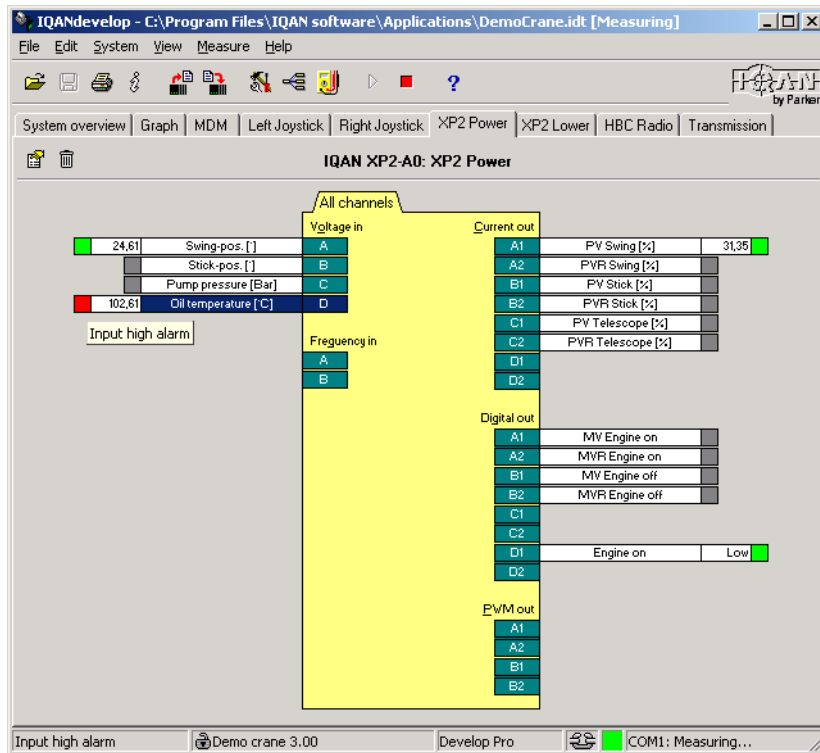 IQANdevelop - C:\Program Files\IQAN software\Applications\DemoCrane.idt [Measuring]
File Edit System View Measure Help
IQAN
by Parker
System overview Graph MDM Left Joystick Right Joystick XP2 Power XP2 Lower HBC Radio Transmission
IQAN XP2-A0: XP2 Power
All channels
Voltage in Current out
24,61 Swing-pos. [°] A A1 PV Swing [%] 31,35
Stick-pos. [°] B A2 PVR Swing [%]
Pump pressure [Bar] C B1 PV Stick [%]
102,61 Oil temperature [°C] D B2 PVR Stick [%]
C1 PV Telescope [%]
Input high alarm
Frequency in C2 PVR Telescope [%]
A D1
B D2
Digital out
A1 MV Engine on
A2 MVR Engine on
B1 MV Engine off
B2 MVR Engine off
C1
C2
D1 Engine on Low
D2
PWM out
A1
A2
B1
B2
Input high alarm Demo crane 3.00 Develop Pro COM1: Measuring...